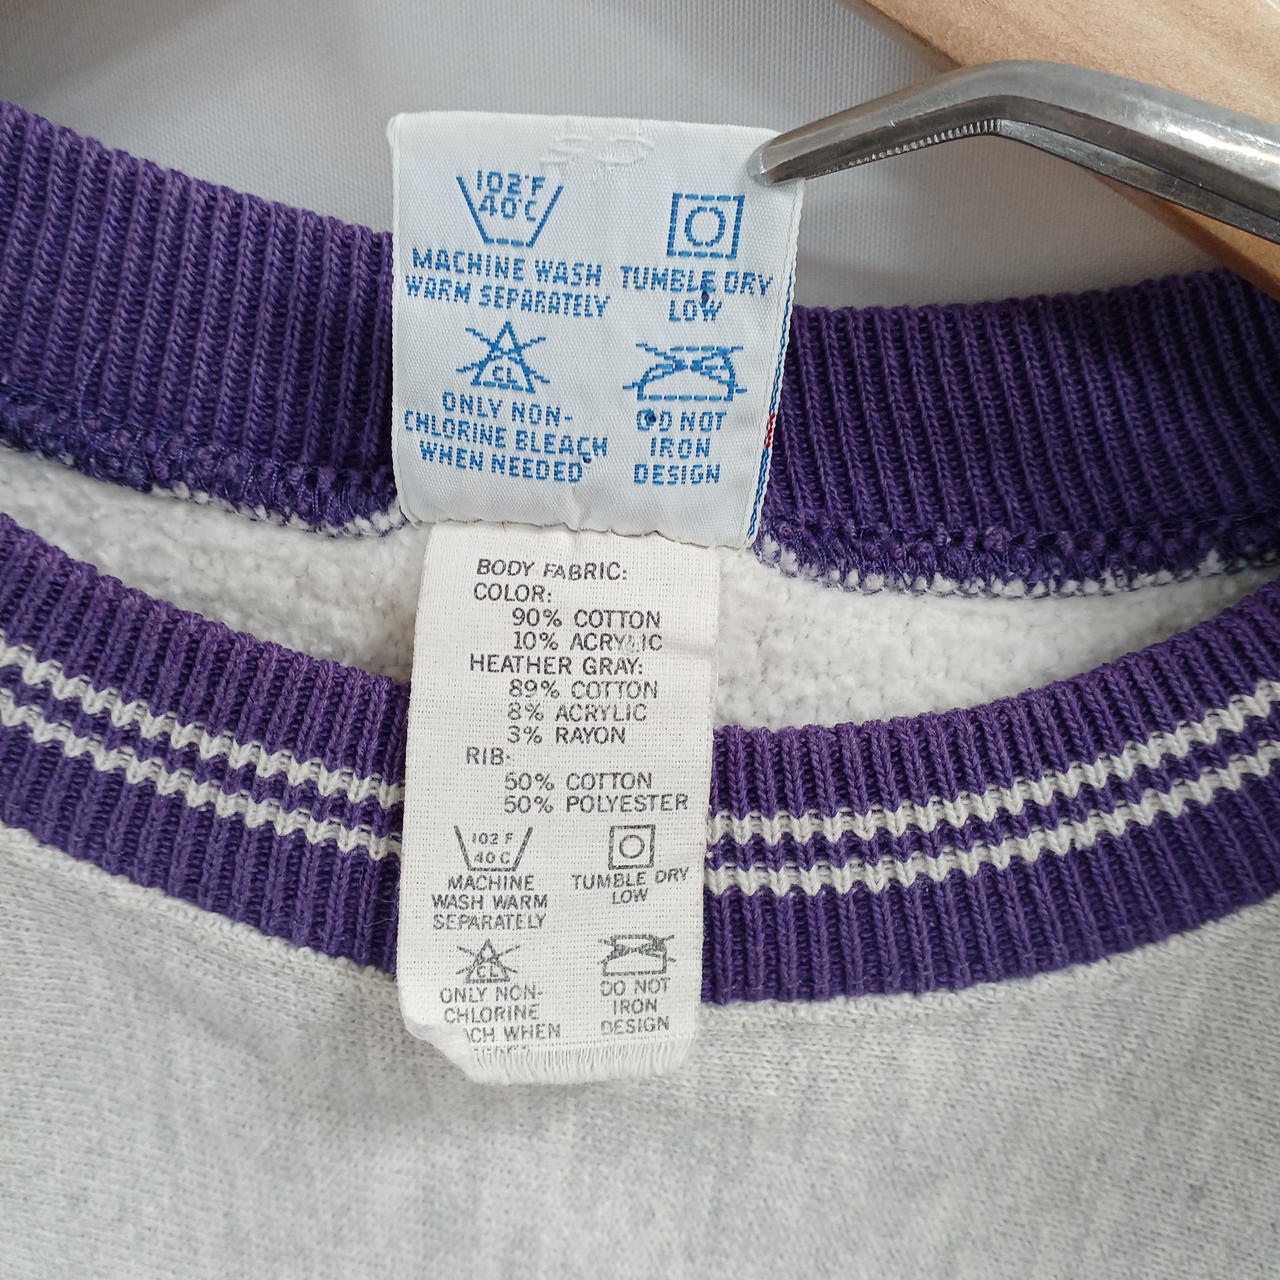 102°F
40°C
MACHINE WASH
WARM SEPARATELY
TUMBLE DRY
LOW
CL
ONLY NON-
CHLORINE BLEACH
WHEN NEEDED
DO NOT
IRON
DESIGN
BODY FABRIC:
COLOR:
90% COTTON
10% ACRYLIC
HEATHER GRAY:
89% COTTON
8% ACRYLIC
3% RAYON
RIB:
50% COTTON
50% POLYESTER
102 F
40 C
MACHINE
WASH WARM
SEPARATELY
TUMBLE DRY
LOW
CL
ONLY NON-
CHLORINE
ACH WHEN
DO NOT
IRON
DESIGN